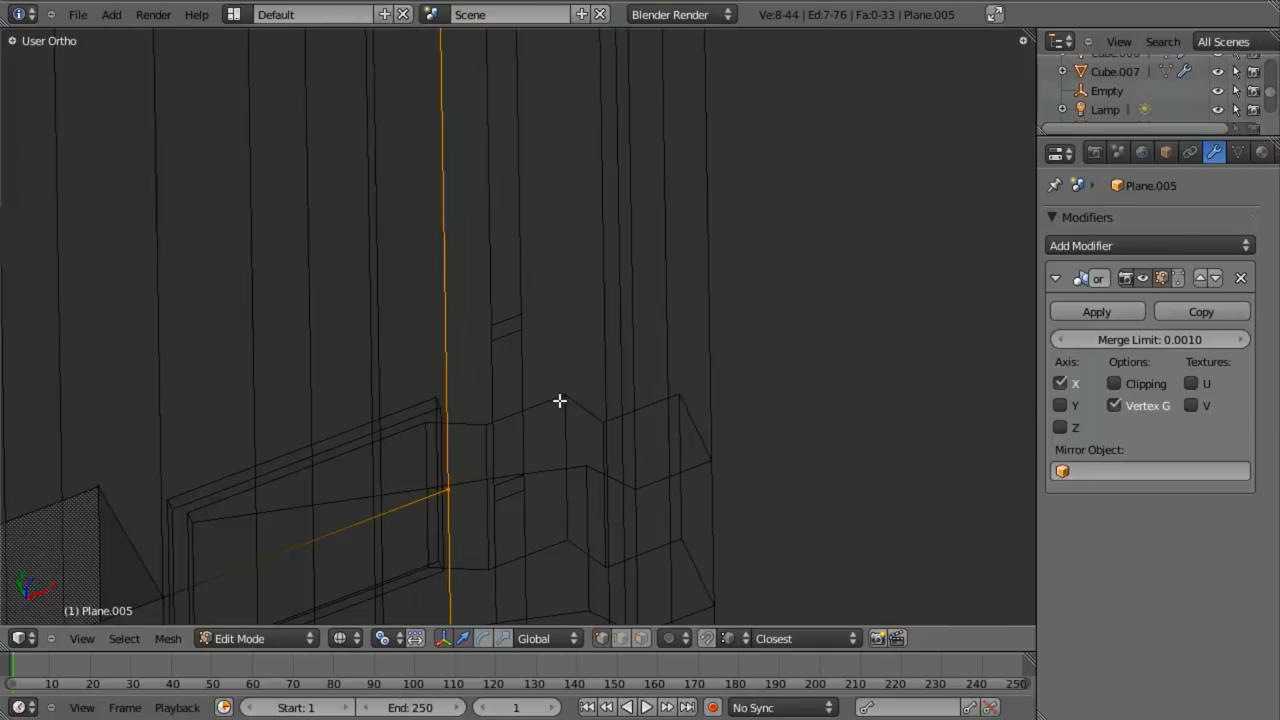 File Add Render Help Default Scene Blender Render Ve:8-44 | Ed:7-76 | Fa:0-33 | Plane.005
User Ortho
View Search All Scenes
Cube.007
Empty
Lamp
Plane.005
Modifiers
Add Modifier
or
Apply Copy
Merge Limit: 0.0010
Axis: Options: Textures:
X Clipping U
Y Vertex G V
Z
Mirror Object:
(1) Plane.005
View Select Mesh Edit Mode Global Closest
10 20 30 40 50 60 70 80 90 100 110 120 130 140 150 160 170 180 190 200 210 220 230 240 250
View Frame Playback Start: 1 End: 250 1 No Sync